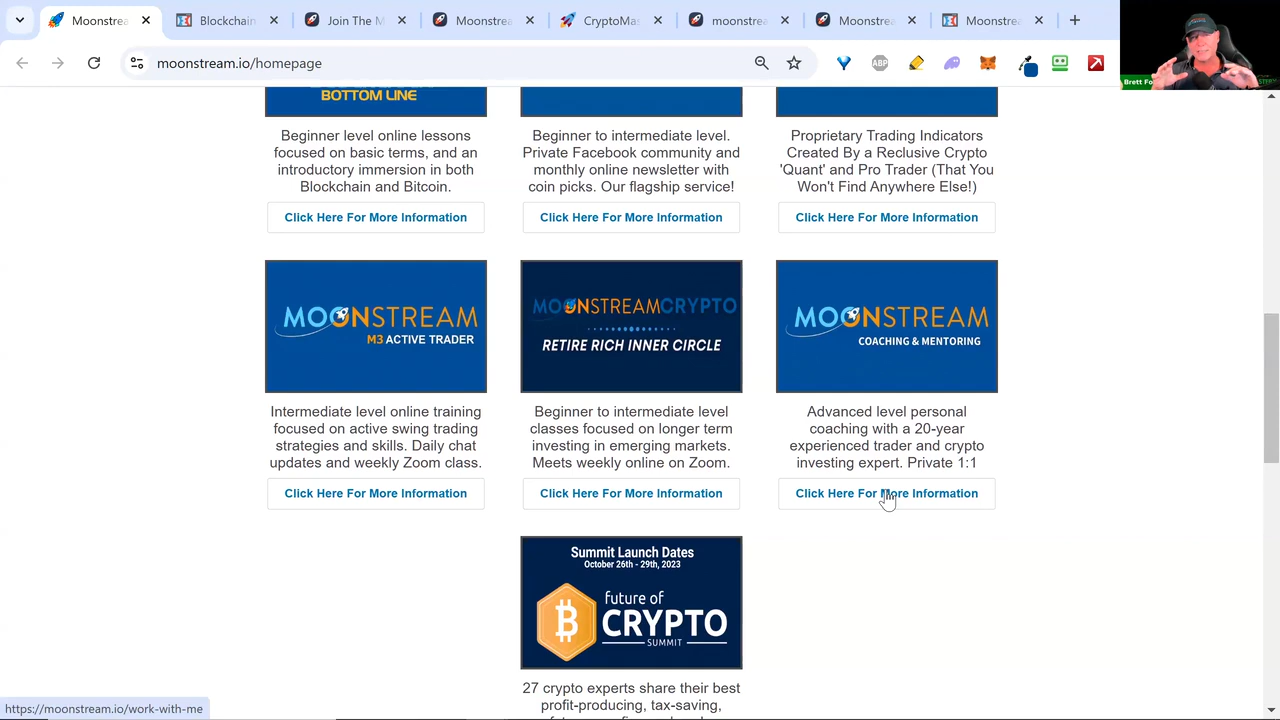 Moonstream
Blockchain
Join The M
Moonstream
CryptoMas
moonstream
Moonstream
Moonstream
moonstream.io/homepage
ABP
Brett Fo
BOTTOM LINE
Beginner level online lessons
focused on basic terms, and an
introductory immersion in both
Blockchain and Bitcoin.
Click Here For More Information
Beginner to intermediate level.
Private Facebook community and
monthly online newsletter with
coin picks. Our flagship service!
Click Here For More Information
Proprietary Trading Indicators
Created By a Reclusive Crypto
'Quant' and Pro Trader (That You
Won't Find Anywhere Else!)
Click Here For More Information
MOONSTREAM
M3 ACTIVE TRADER
Intermediate level online training
focused on active swing trading
strategies and skills. Daily chat
updates and weekly Zoom class.
Click Here For More Information
MOONSTREAMCRYPTO
RETIRE RICH INNER CIRCLE
Beginner to intermediate level
classes focused on longer term
investing in emerging markets.
Meets weekly online on Zoom.
Click Here For More Information
MOONSTREAM
COACHING & MENTORING
Advanced level personal
coaching with a 20-year
experienced trader and crypto
investing expert. Private 1:1
Click Here For More Information
Summit Launch Dates
October 26th - 29th, 2023
future of
CRYPTO
SUMMIT
27 crypto experts share their best
profit-producing, tax-saving,
https://moonstream.io/work-with-me